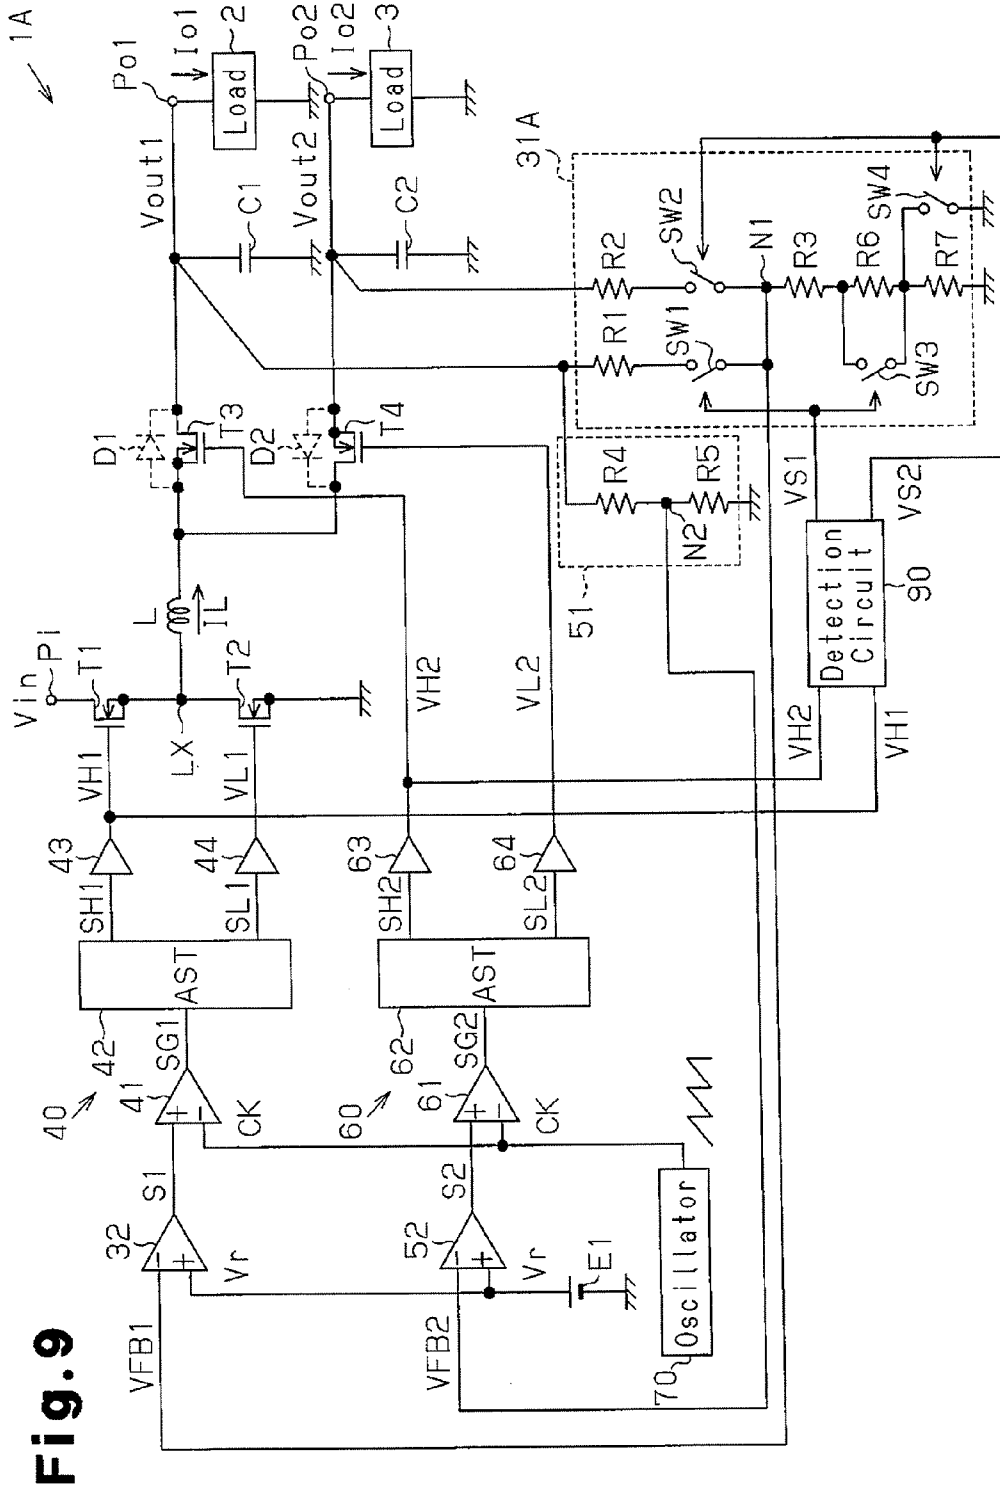 Fig.9
1A
Vin
Pi
VH1
T1
LX
VL1
T2
L
IL
D1
T3
D2
T4
Vout1
Po1
Io1
Load
2
C1
Vout2
Po2
Io2
Load
3
C2
40
42
AST
SH1
43
SL1
44
VFB1
32
Vr
S1
41
CK
SG1
60
62
AST
SH2
63
SL2
64
VH2
VL2
VFB2
52
Vr
S2
61
CK
SG2
E1
70
Oscillator
51
R4
N2
R5
31A
R1
R2
SW1
SW2
N1
R3
R6
R7
SW3
SW4
VS1
VS2
Detection
Circuit
90
VH2
VH1